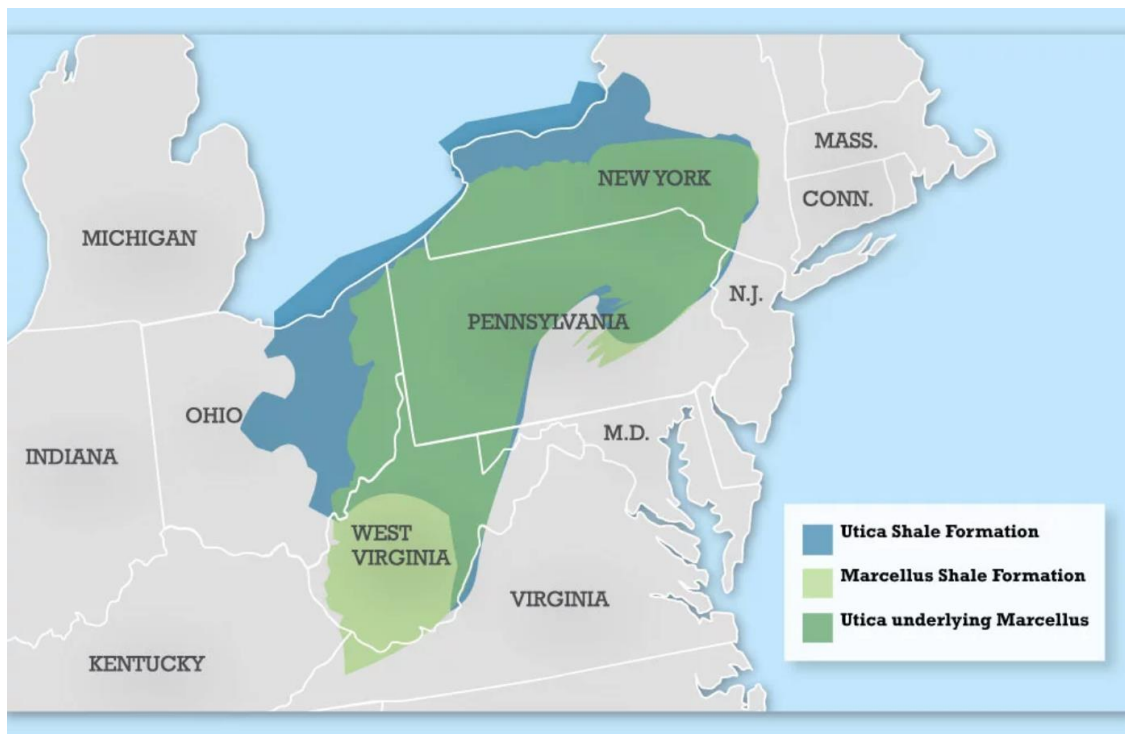 MASS.
NEW YORK
CONN.
MICHIGAN
N.J.
PENNSYLVANIA
OHIO
M.D.
INDIANA
WEST
VIRGINIA
VIRGINIA
KENTUCKY
Utica Shale Formation
Marcellus Shale Formation
Utica underlying Marcellus